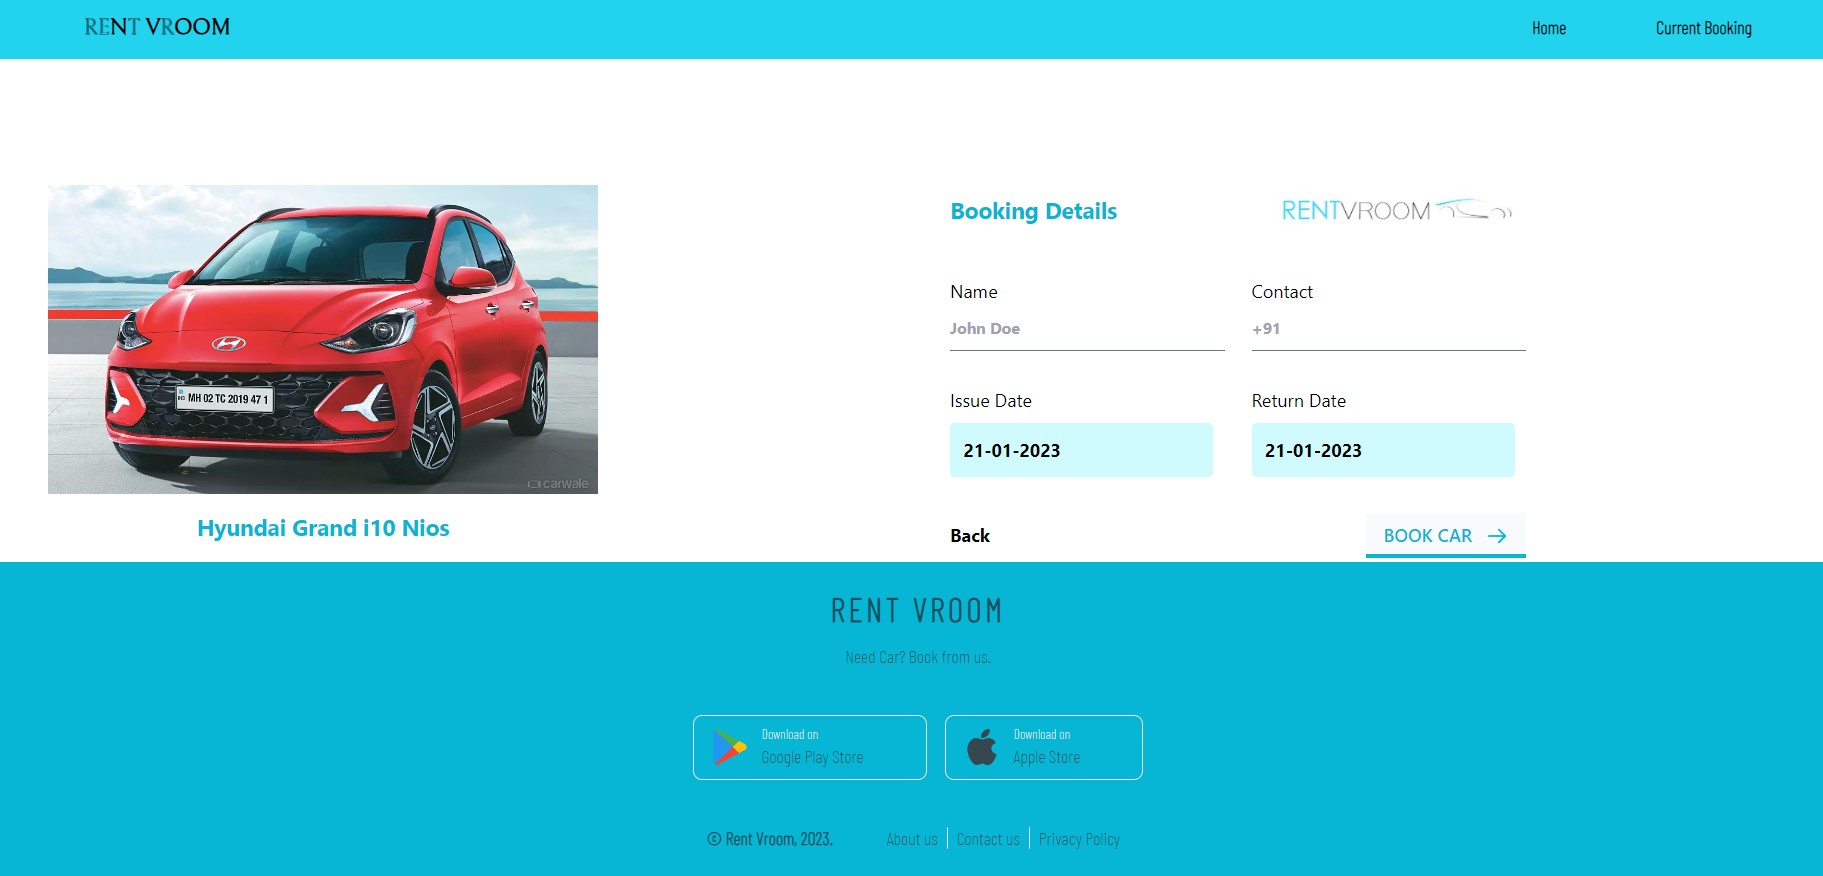 RENT VROOM
Home
Current Booking
MH 02 TC 2019 47 1
carwale
Hyundai Grand i10 Nios
Booking Details
RENTVROOM
Name
Contact
John Doe
+91
Issue Date
Return Date
21-01-2023
21-01-2023
Back
BOOK CAR
RENT VROOM
Need Car? Book from us.
Download on
Google Play Store
Download on
Apple Store
© Rent Vroom, 2023.
About us
Contact us
Privacy Policy